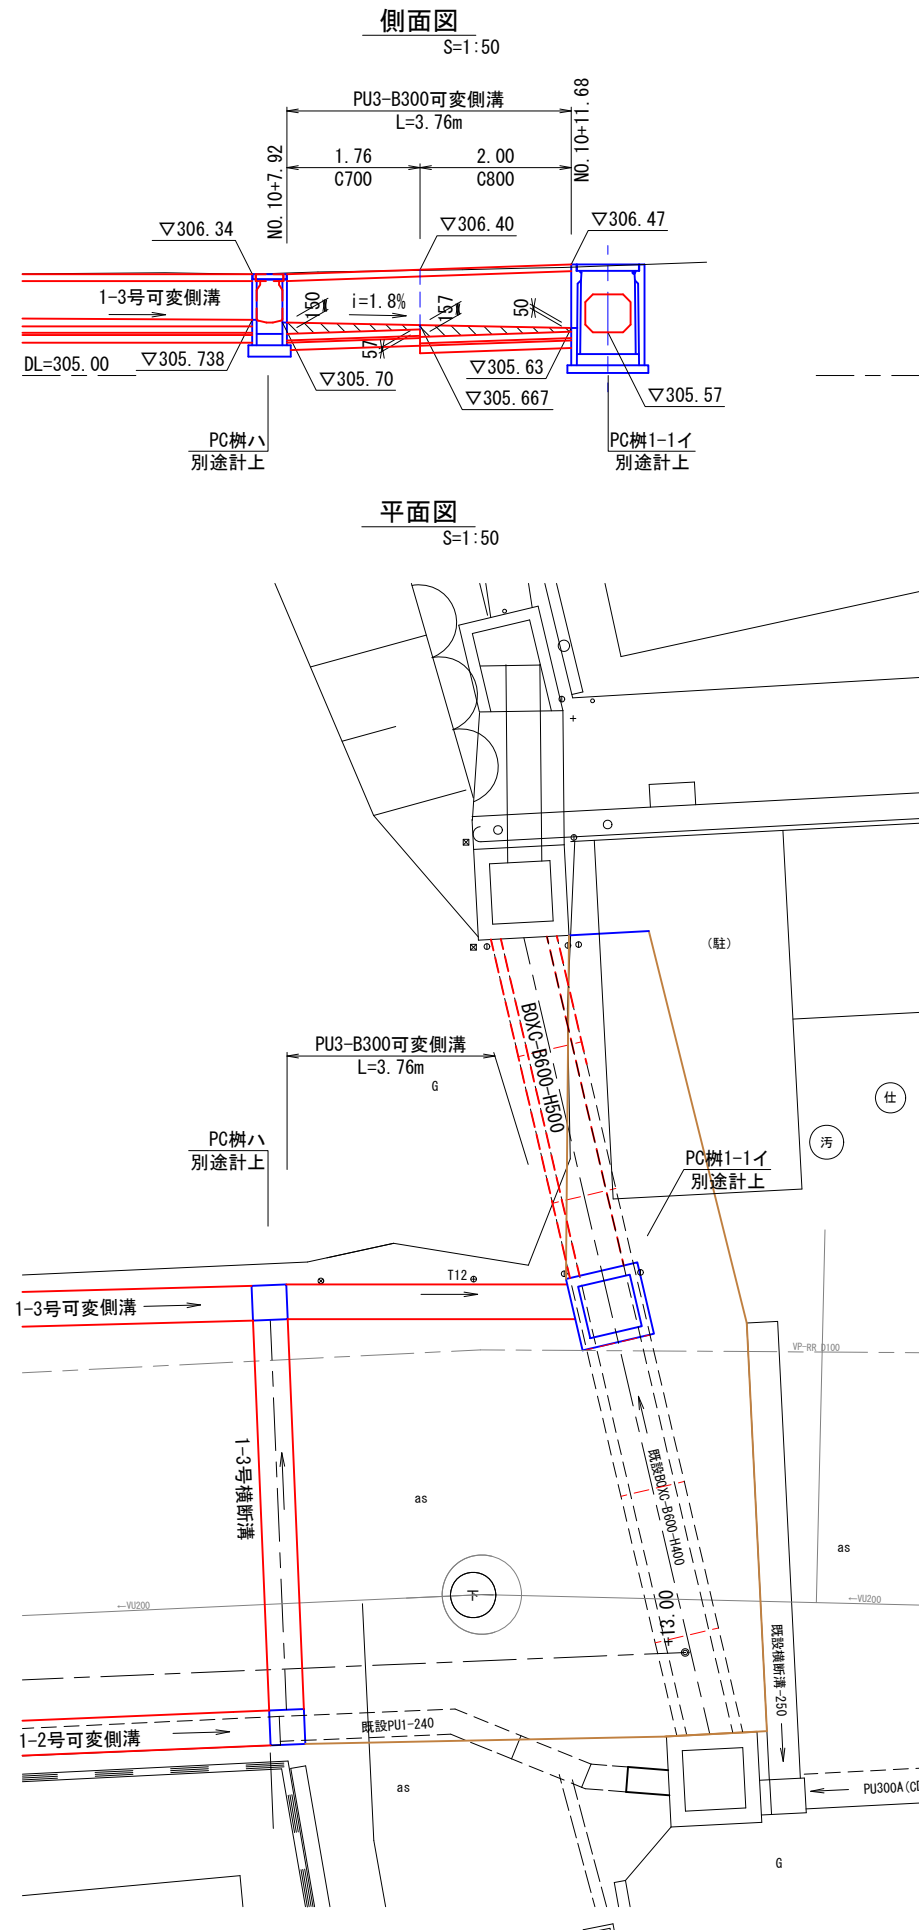 側面図
S=1:50
PU3-B300可変側溝
L=3.76m
NO.10+7.92
NO.10+11.68
1.76
C700
2.00
C800
▽306.34
▽306.40
▽306.47
1-3号可変側溝
150
i=1.8%
157
50
57
DL=305.00
▽305.738
▽305.70
▽305.63
▽305.667
▽305.57
PC桝ハ
別途計上
PC桝1-1イ
別途計上
平面図
S=1:50
(駐)
BOXC-B600-H500
PU3-B300可変側溝
L=3.76m
G
仕
汚
PC桝ハ
別途計上
PC桝1-1イ
別途計上
T12
1-3号可変側溝
VP-RR D100
1-3号横断溝
既設BOXC-B600-H400
as
as
下
←VU200
←VU200
+13.00
既設横断溝-250
既設PU1-240
1-2号可変側溝
as
PU300A(CD
G